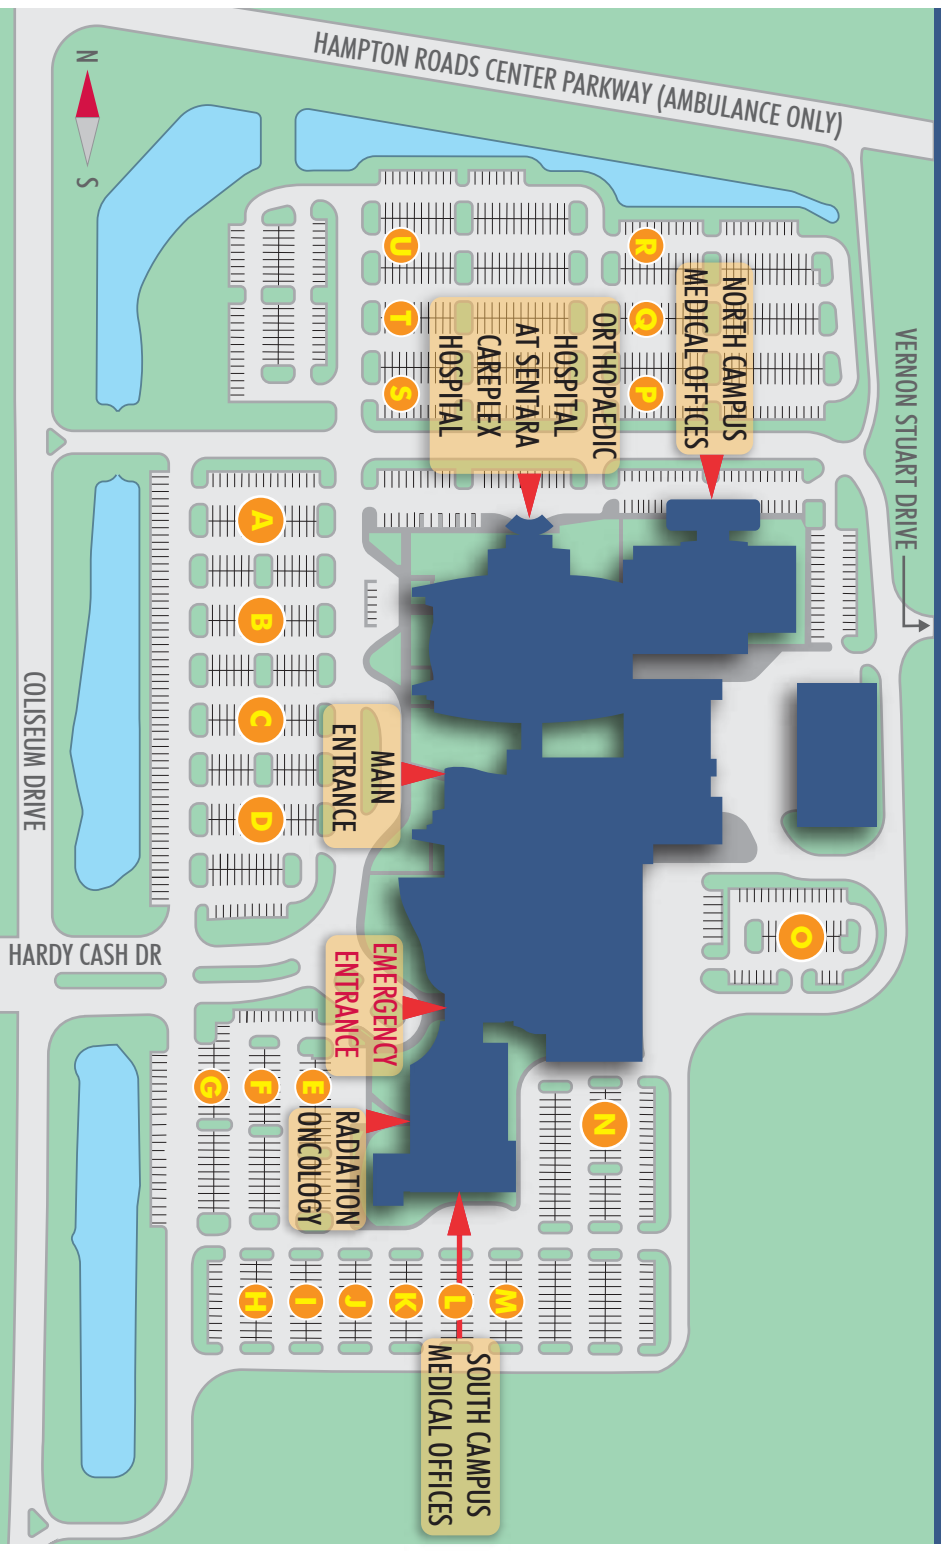 HAMPTON ROADS CENTER PARKWAY (AMBULANCE ONLY)
VERNON STUART DRIVE
N
S
U
T
S
R
Q
P
NORTH CAMPUS
MEDICAL OFFICES
ORTHOPAEDIC
HOSPITAL
AT SENTARA
CAREPLEX
HOSPITAL
A
B
C
D
MAIN
ENTRANCE
COLISEUM DRIVE
HARDY CASH DR
EMERGENCY
ENTRANCE
O
N
G
F
E
RADIATION
ONCOLOGY
H
I
J
K
L
M
SOUTH CAMPUS
MEDICAL OFFICES